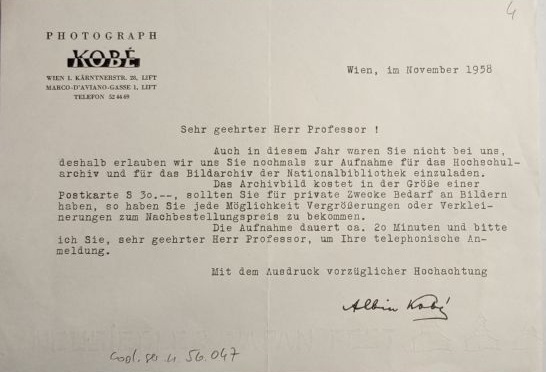 4
PHOTOGRAPH
KOBÉ
WIEN I. KÄRNTNERSTR. 28, LIFT
MARCO-D'AVIANO-GASSE 1, LIFT
TELEFON 52 44 69
Wien, im November 1958
Sehr geehrter Herr Professor !
Auch in diesem Jahr waren Sie nicht bei uns,
deshalb erlauben wir uns Sie nochmals zur Aufnahme für das Hochschul-
archiv und für das Bildarchiv der Nationalbibliothek einzuladen.
Das Archivbild kostet in der Größe einer
Postkarte S 30.--, sollten Sie für private Zwecke Bedarf an Bildern
haben, so haben Sie jede Möglichkeit Vergrößerungen oder Verklei-
nerungen zum Nachbestellungspreis zu bekommen.
Die Aufnahme dauert ca. 20 Minuten und bitte
ich Sie, sehr geehrter Herr Professor, um Ihre telephonische An-
meldung.
Mit dem Ausdruck vorzüglicher Hochachtung
Albin Kobé
Cod. ser. n. 56.047